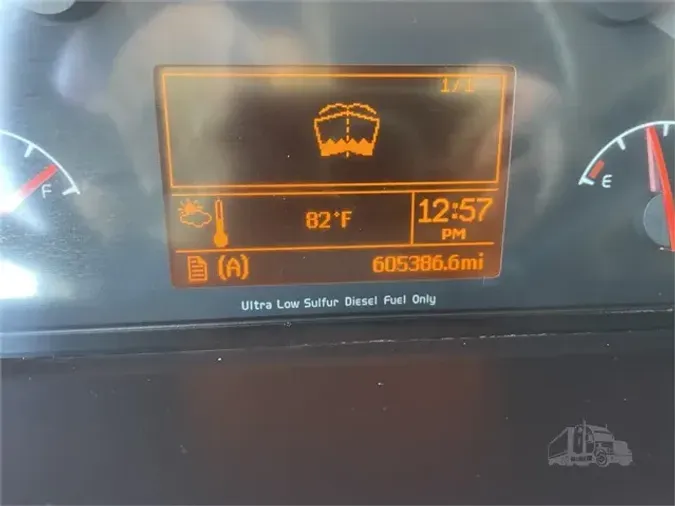 1/1
F
E
82°F
12:57
PM
(A)
605386.6mi
Ultra Low Sulfur Diesel Fuel Only